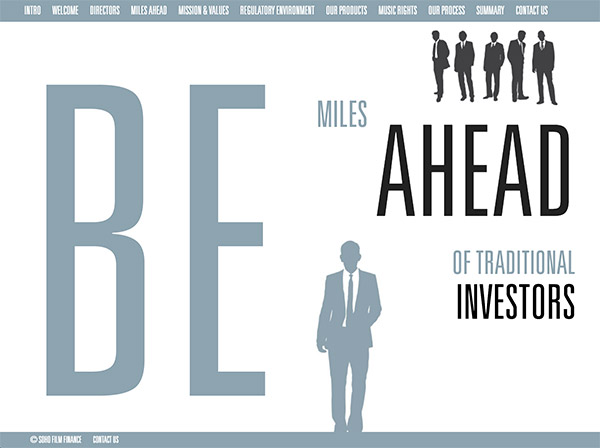 INTRO WELCOME DIRECTORS MILES AHEAD MISSION & VALUES REGULATORY ENVIRONMENT OUR PRODUCTS MUSIC RIGHTS OUR PROCESS SUMMARY CONTACT US
BE
MILES
AHEAD
OF TRADITIONAL
INVESTORS
© SOHO FILM FINANCE CONTACT US